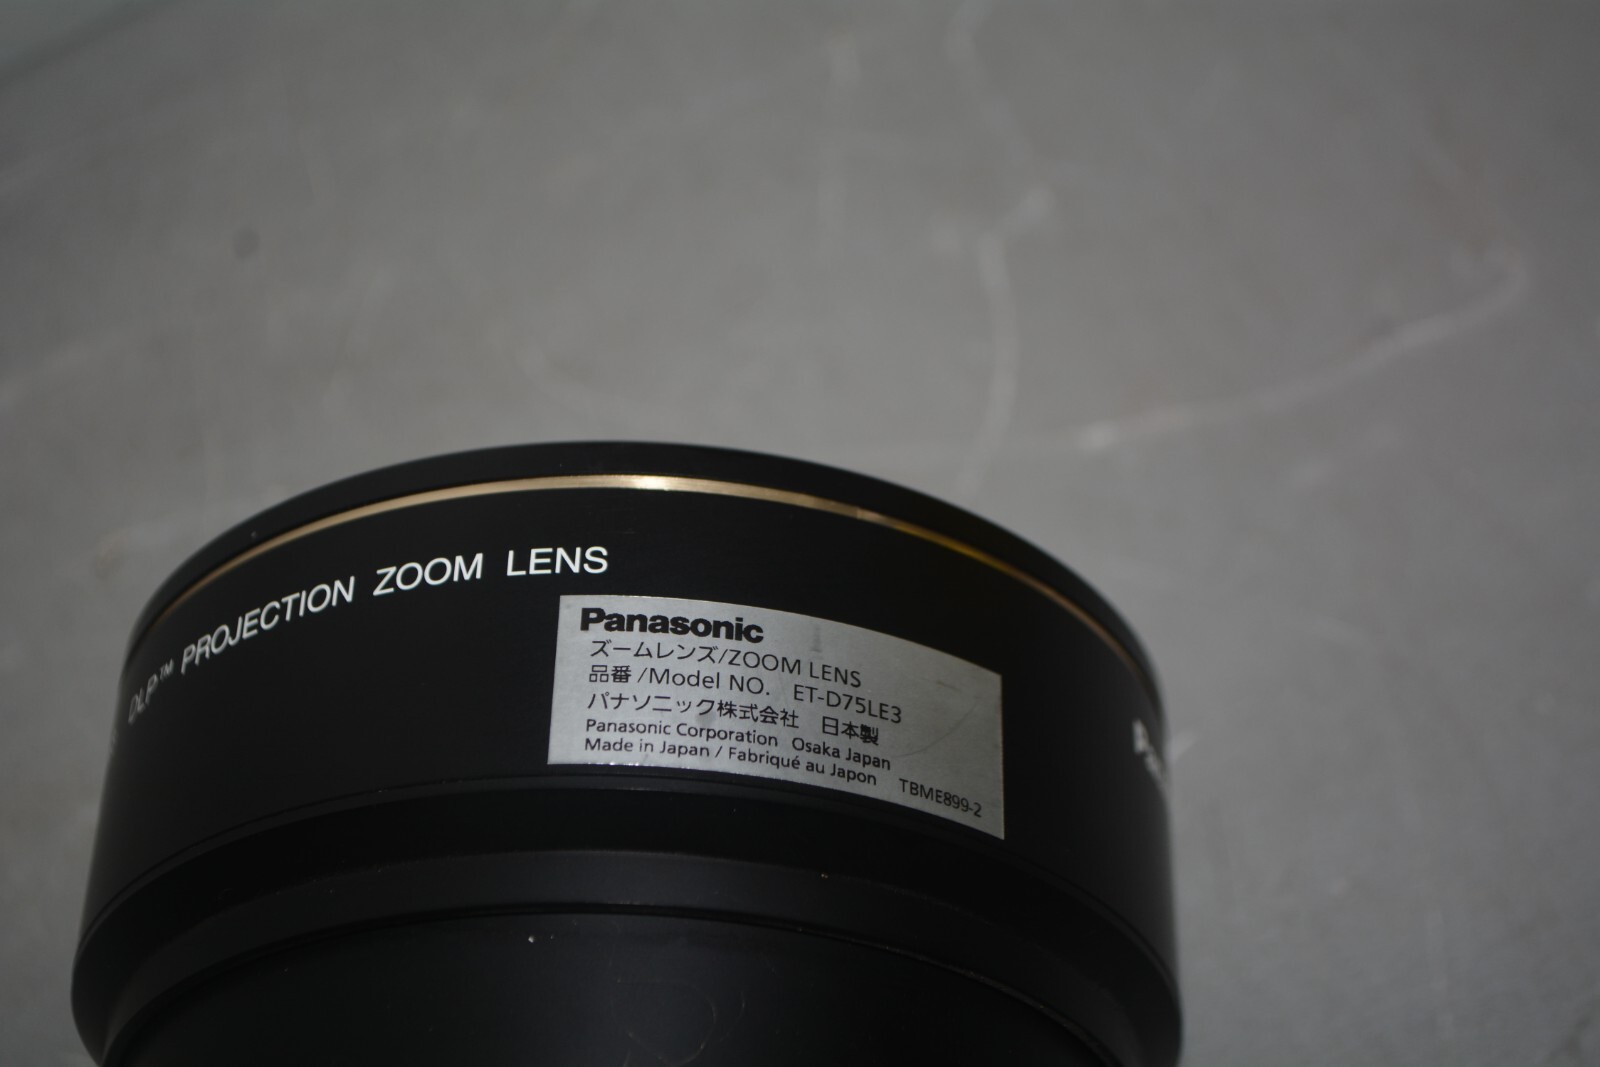 DLP™ PROJECTION ZOOM LENS
Panasonic
ズームレンズ/ZOOM LENS
品番/Model NO. ET-D75LE3
パナソニック株式会社 日本製
Panasonic Corporation Osaka Japan
Made in Japan / Fabriqué au Japon TBME899-2